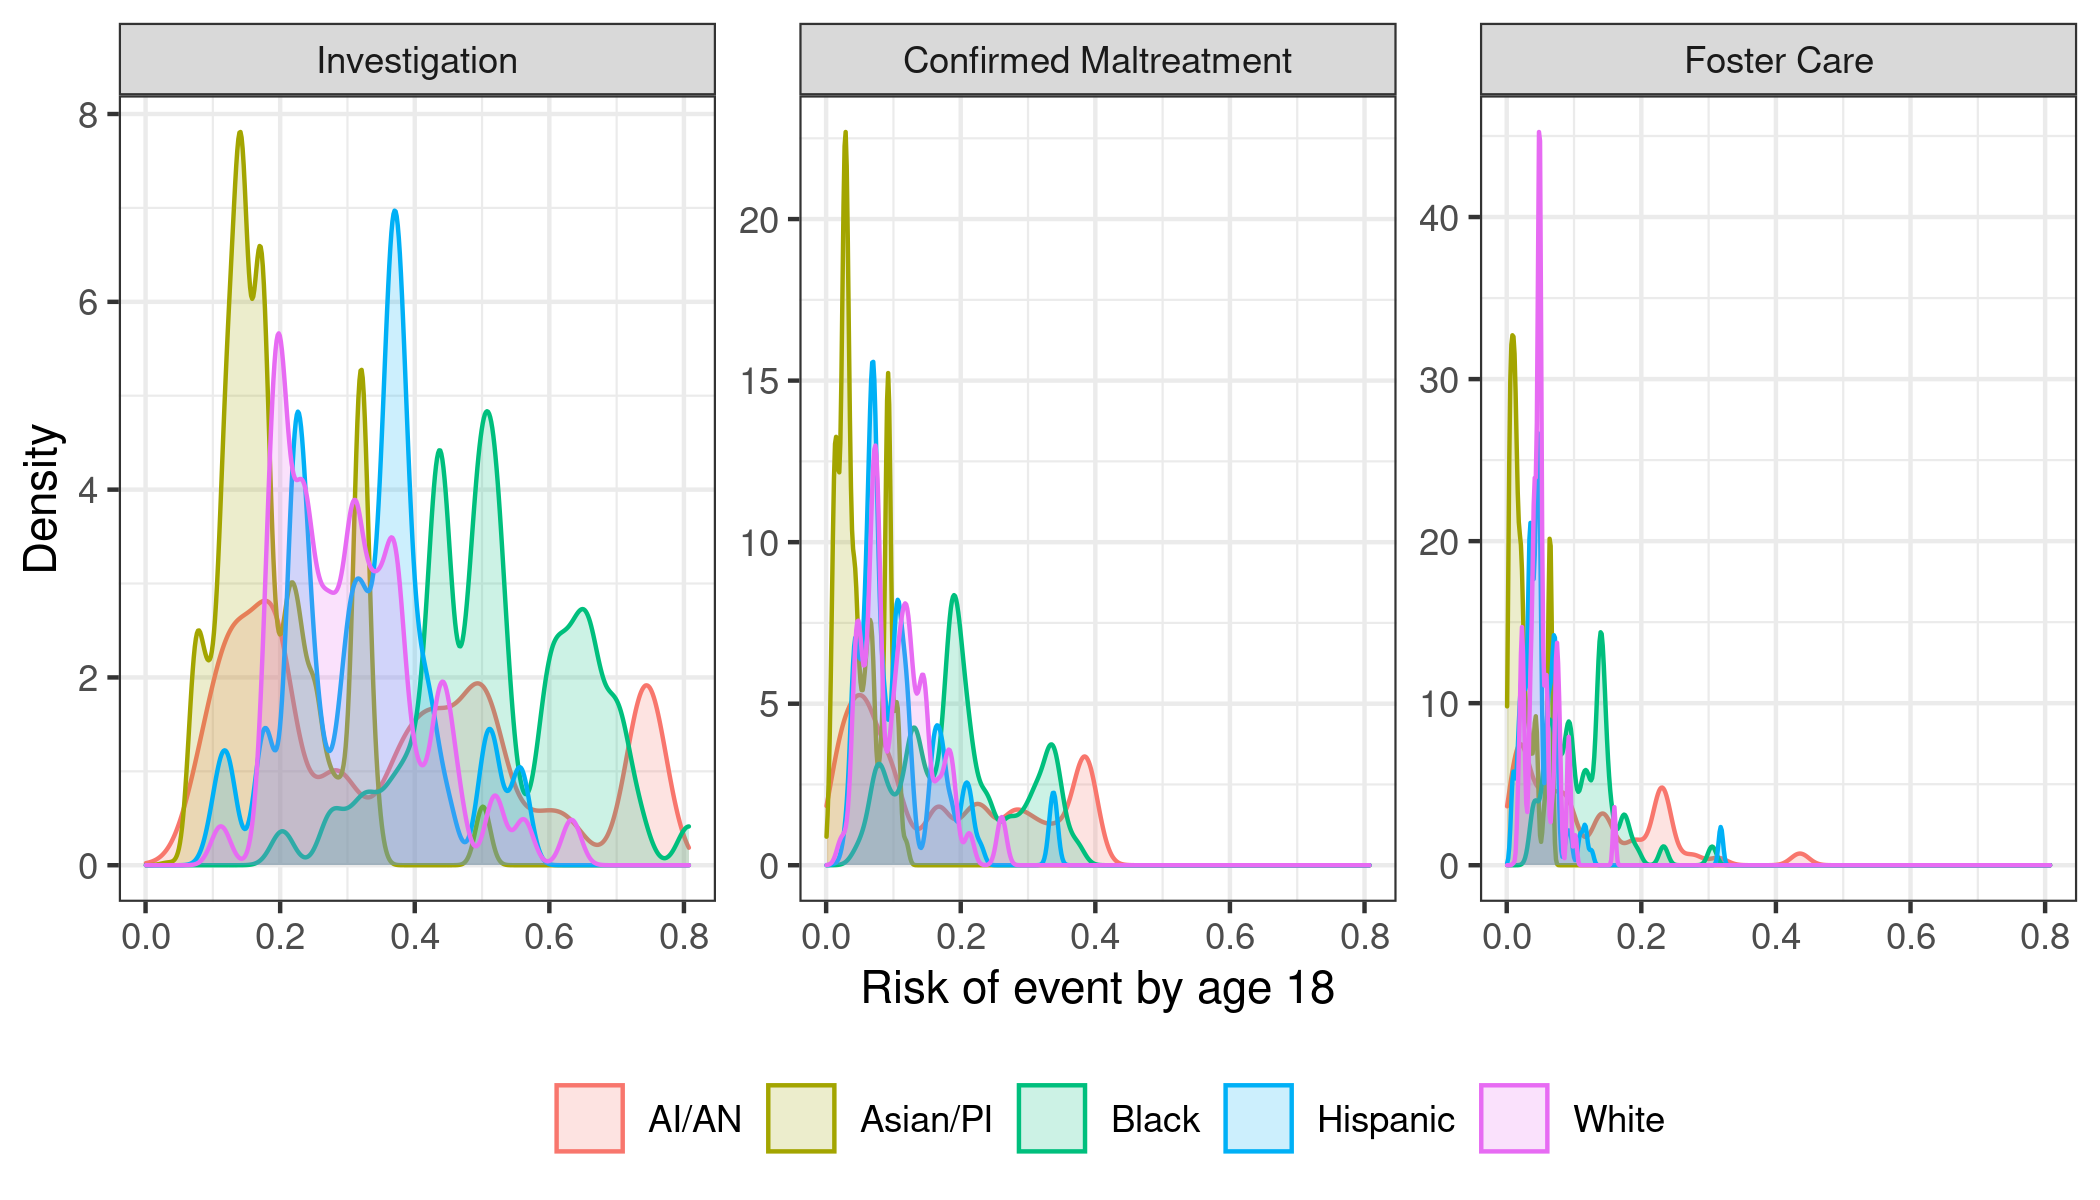 Investigation Confirmed Maltreatment Foster Care
Density
8
6
4
2
0
20
15
10
5
0
40
30
20
10
0
0.0 0.2 0.4 0.6 0.8
0.0 0.2 0.4 0.6 0.8
0.0 0.2 0.4 0.6 0.8
Risk of event by age 18
AI/AN Asian/PI Black Hispanic White